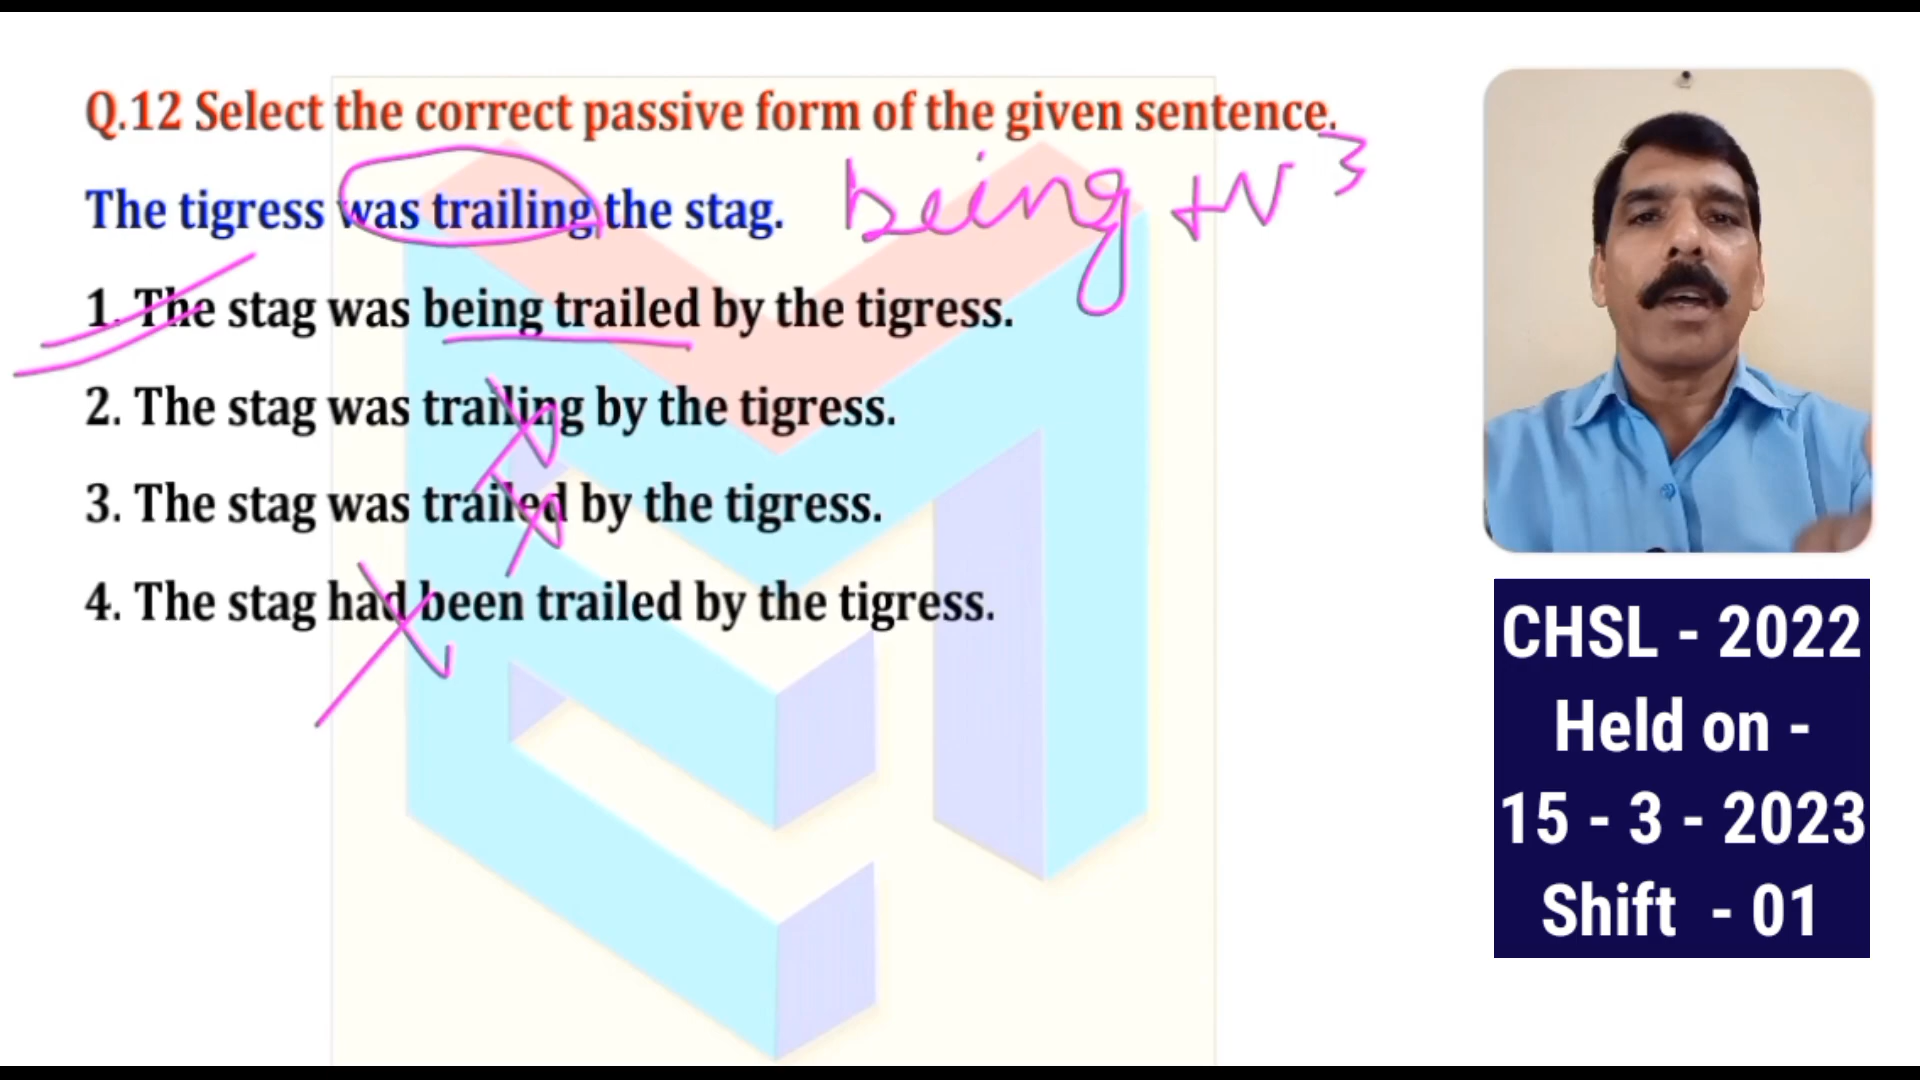 Q.12 Select the correct passive form of the given sentence.
The tigress was trailing the stag.
being + V3
1. The stag was being trailed by the tigress.
2. The stag was trailing by the tigress.
3. The stag was trailed by the tigress.
4. The stag had been trailed by the tigress.
CHSL - 2022
Held on -
15 - 3 - 2023
Shift - 01